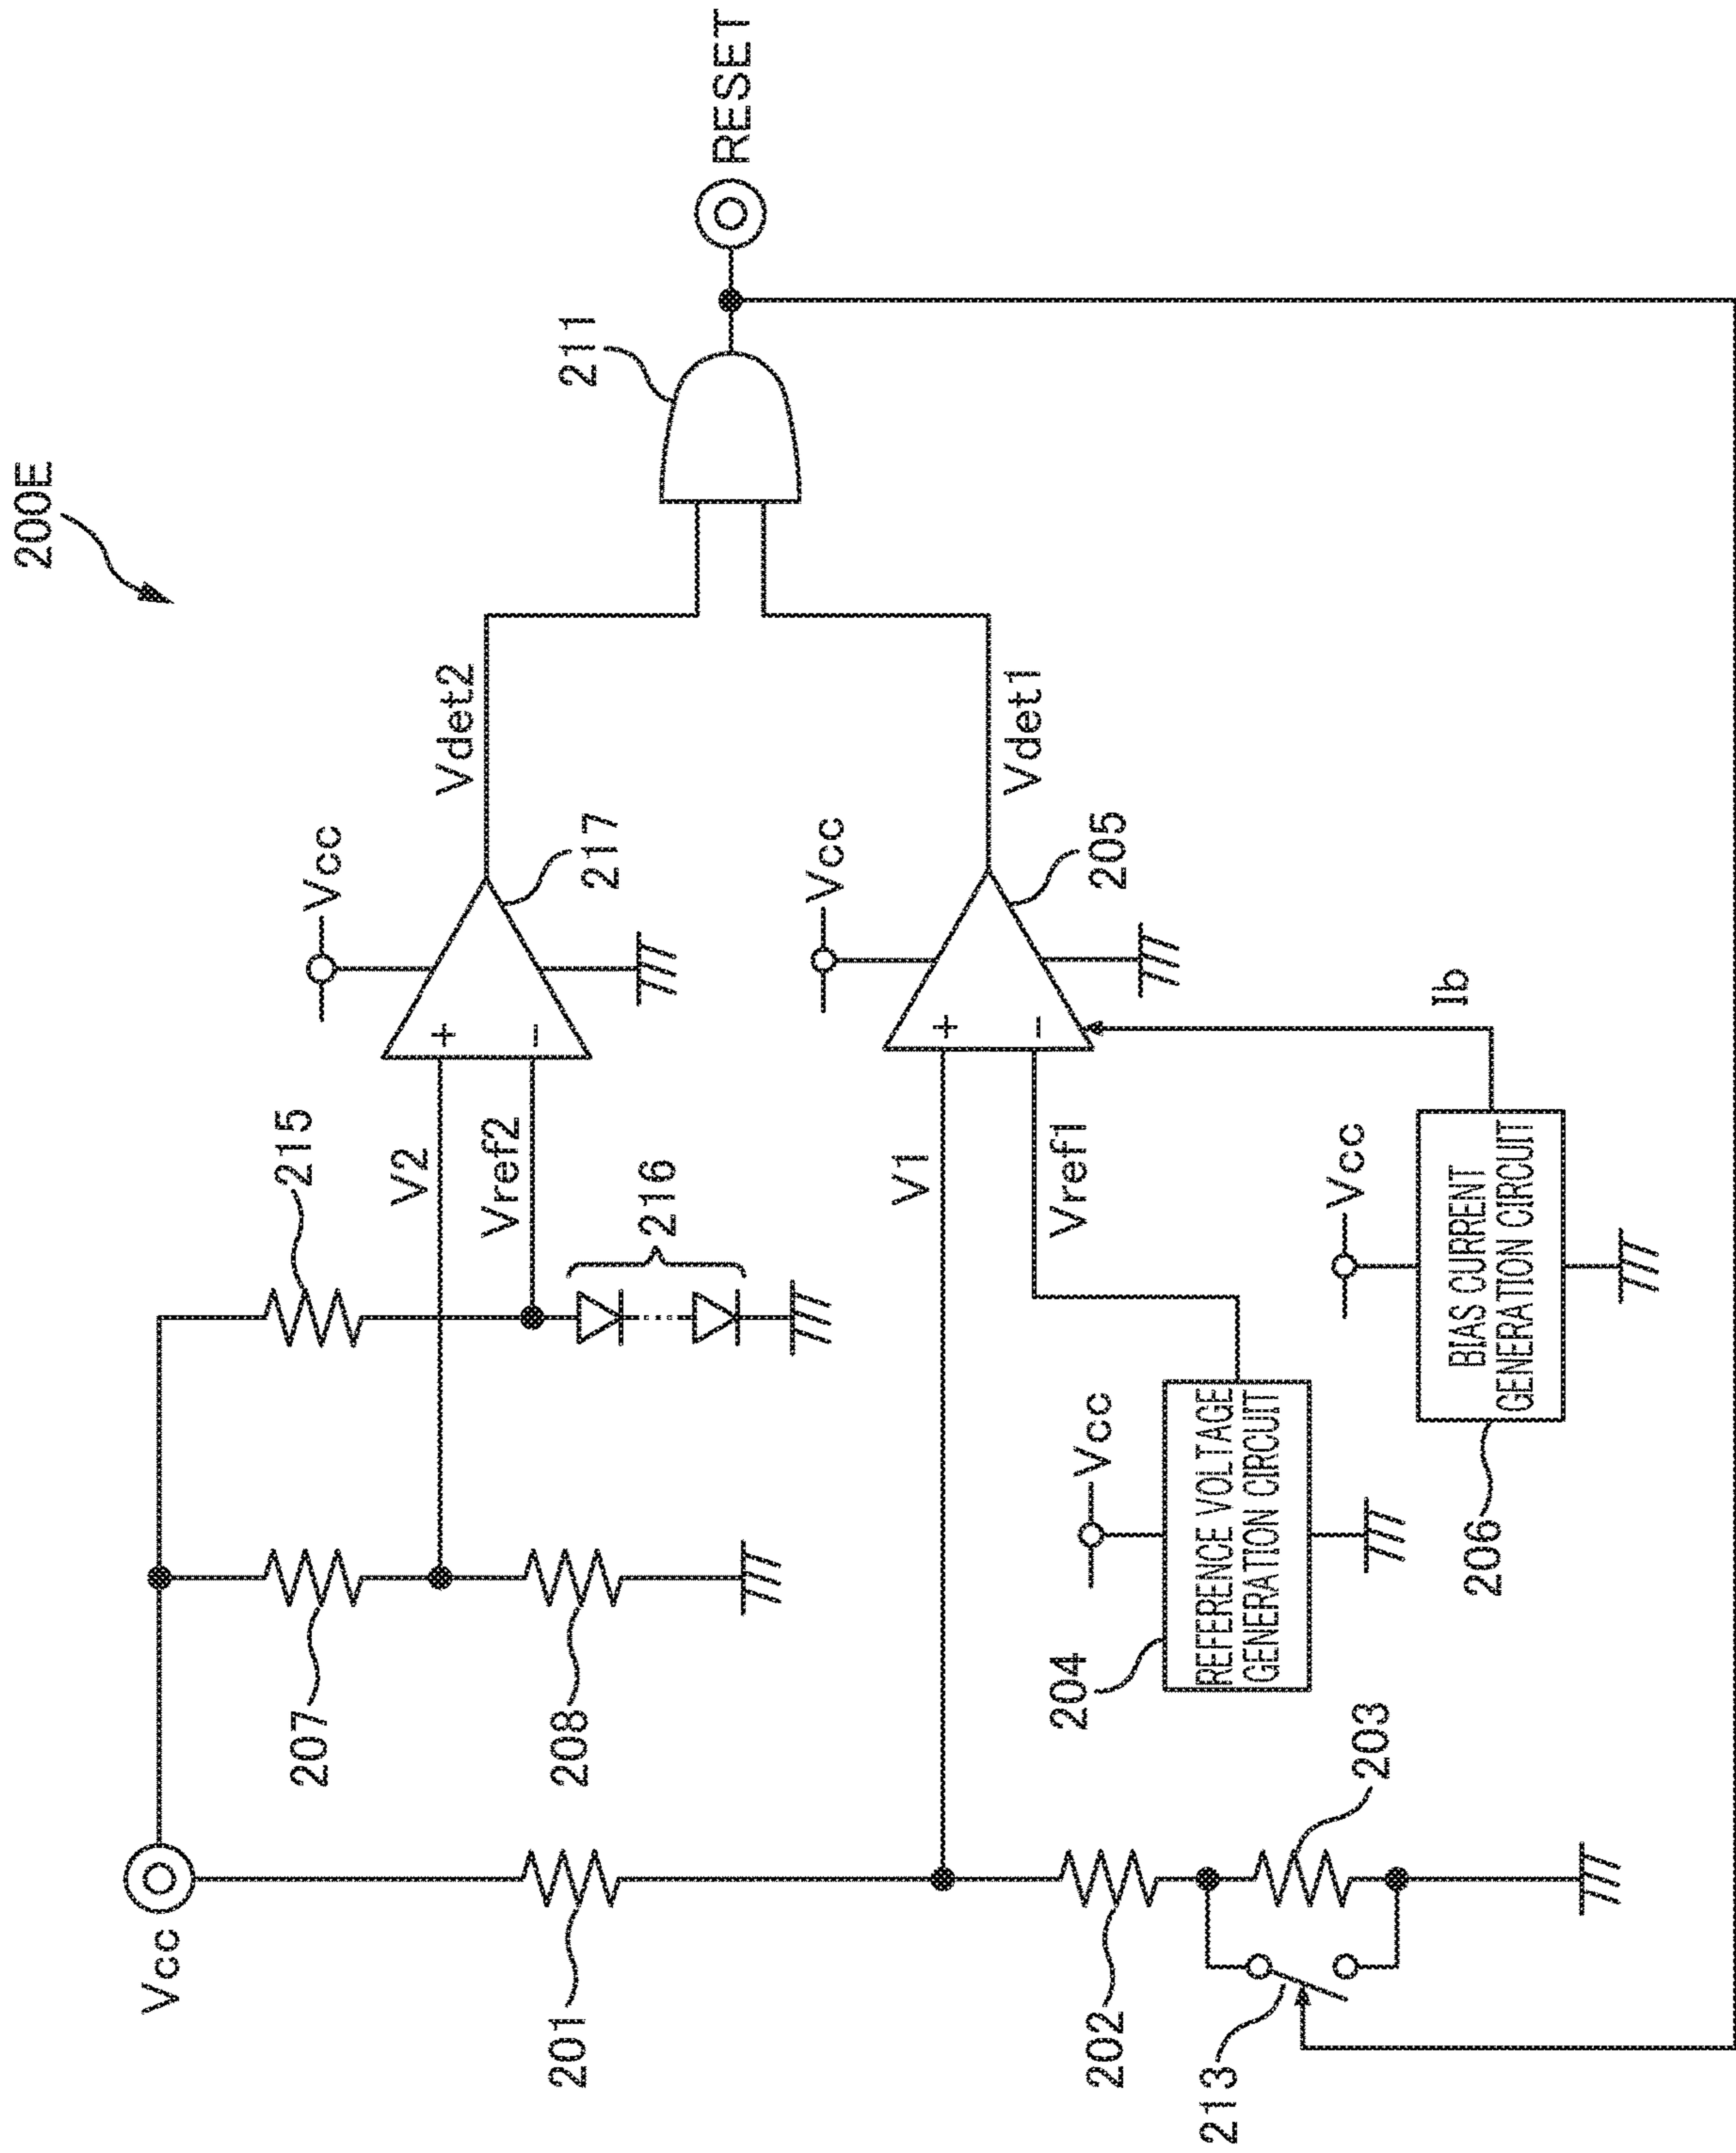 200E
Vcc
207
208
215
V2
Vref2
216
Vcc
217
Vdet2
211
RESET
201
V1
Vref1
Vcc
205
Vdet1
202
203
213
204
Vcc
REFERENCE VOLTAGE
GENERATION CIRCUIT
206
Vcc
BIAS CURRENT
GENERATION CIRCUIT
Ib
+
-
+
-